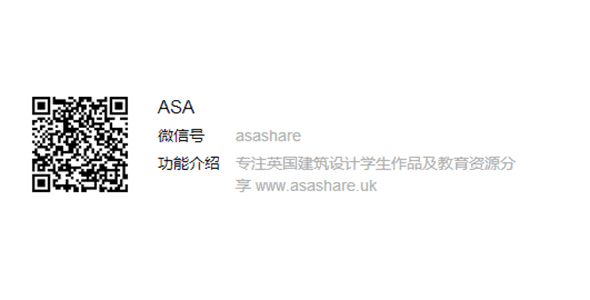 ASA
微信号 asashare
功能介绍 专注英国建筑设计学生作品及教育资源分
享 www.asashare.uk